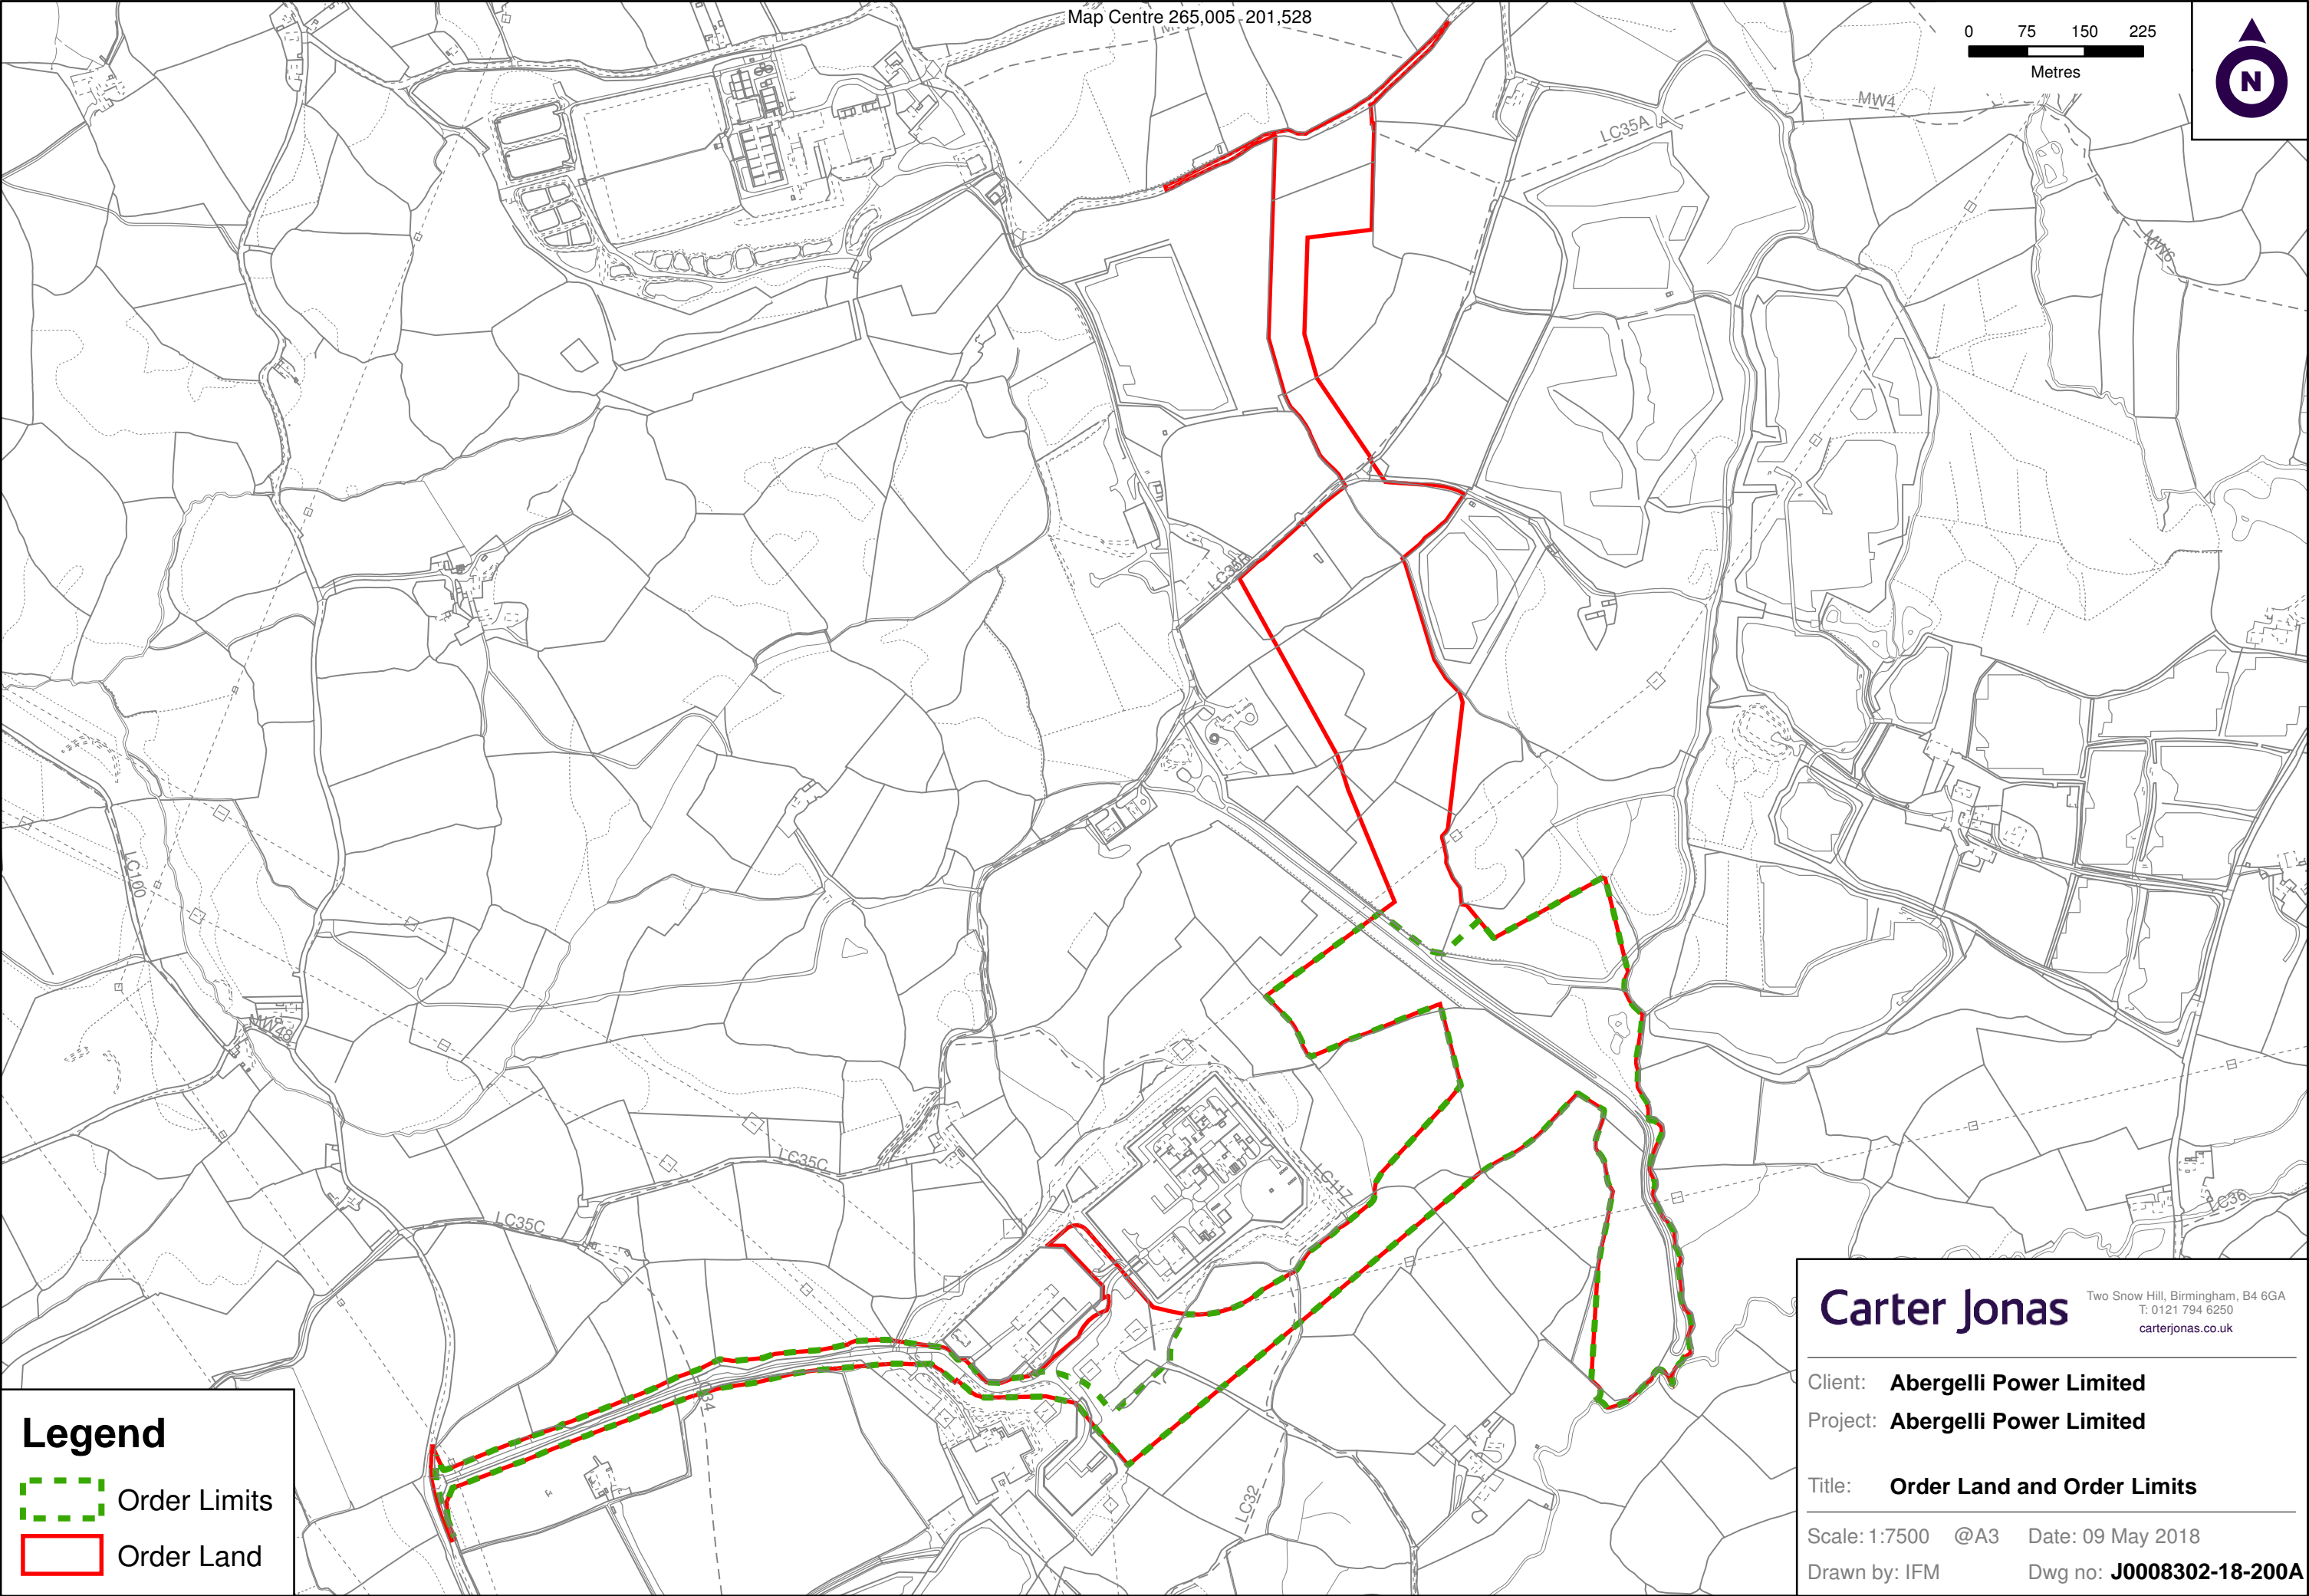 Map Centre 265,005 201,528
0 75 150 225
Metres
N
MW4
LC35A
MW6
LC35B
LC100
MW48
LC35C
LC35C
LC117
LC36
LC34
LC32
Legend
Order Limits
Order Land
Carter Jonas
Two Snow Hill, Birmingham, B4 6GA
T: 0121 794 6250
carterjonas.co.uk
Client: Abergelli Power Limited
Project: Abergelli Power Limited
Title: Order Land and Order Limits
Scale: 1:7500 @A3 Date: 09 May 2018
Drawn by: IFM Dwg no: J0008302-18-200A